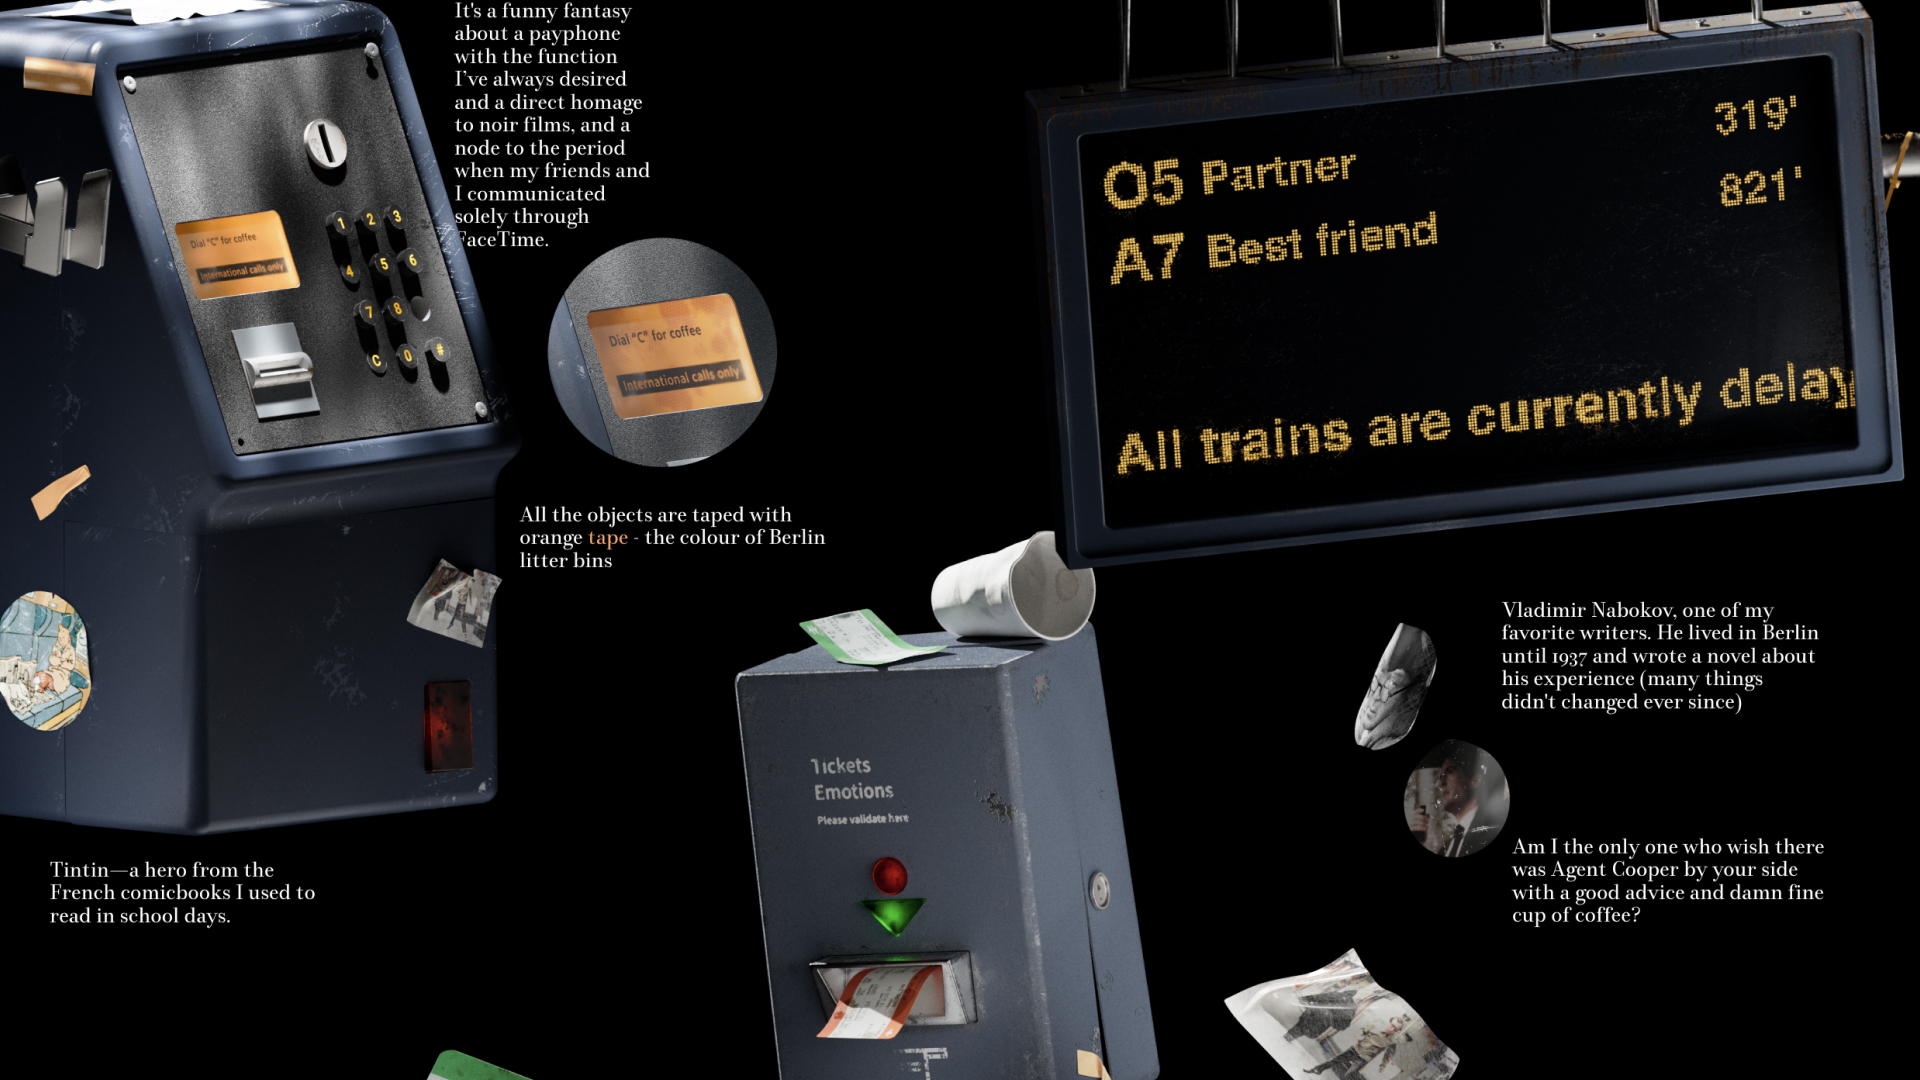 It's a funny fantasy
about a payphone
with the function
I've always desired
and a direct homage
to noir films, and a
node to the period
when my friends and
I communicated
solely through
FaceTime.
Dial "C" for coffee
International calls only
1 2 3
4 5 6
7 8
C 0 #
Dial "C" for coffee
International calls only
All the objects are taped with
orange tape - the colour of Berlin
litter bins
O5 Partner 319'
A7 Best friend 821'
All trains are currently delay
Tintin—a hero from the
French comicbooks I used to
read in school days.
Tickets
Emotions
Please validate here
Vladimir Nabokov, one of my
favorite writers. He lived in Berlin
until 1937 and wrote a novel about
his experience (many things
didn't changed ever since)
Am I the only one who wish there
was Agent Cooper by your side
with a good advice and damn fine
cup of coffee?